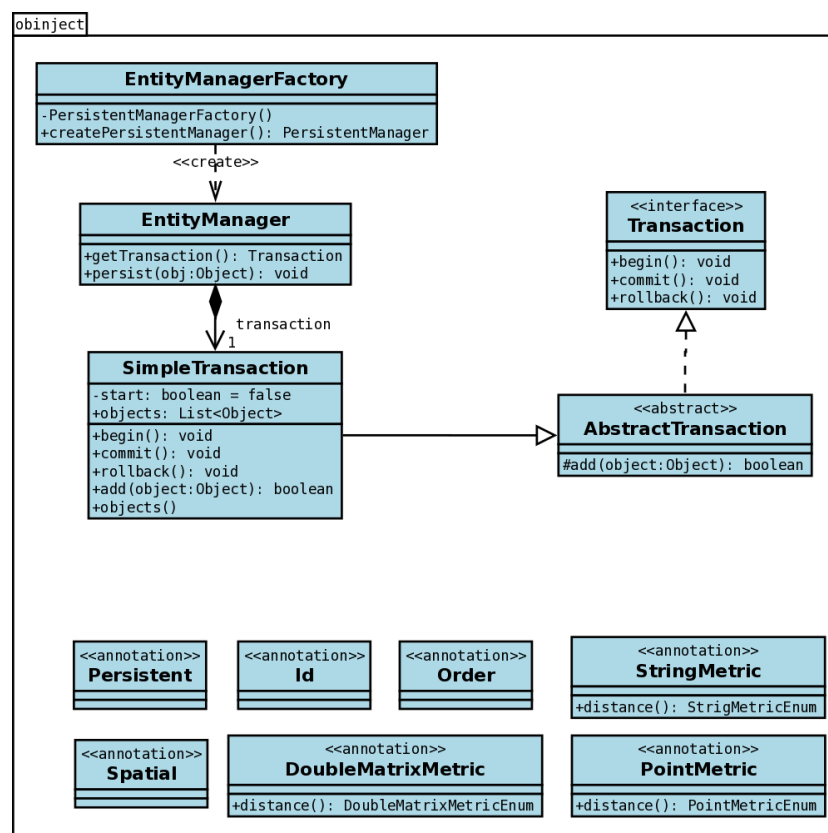 obinject
EntityManagerFactory
-PersistentManagerFactory()
+createPersistentManager(): PersistentManager
<<create>>
EntityManager
+getTransaction(): Transaction
+persist(obj:Object): void
transaction
1
SimpleTransaction
-start: boolean = false
+objects: List<Object>
+begin(): void
+commit(): void
+rollback(): void
+add(object:Object): boolean
+objects()
<<interface>>
Transaction
+begin(): void
+commit(): void
+rollback(): void
<<abstract>>
AbstractTransaction
#add(object:Object): boolean
<<annotation>>
Persistent
<<annotation>>
Id
<<annotation>>
Order
<<annotation>>
StringMetric
+distance(): StrigMetricEnum
<<annotation>>
Spatial
<<annotation>>
DoubleMatrixMetric
+distance(): DoubleMatrixMetricEnum
<<annotation>>
PointMetric
+distance(): PointMetricEnum